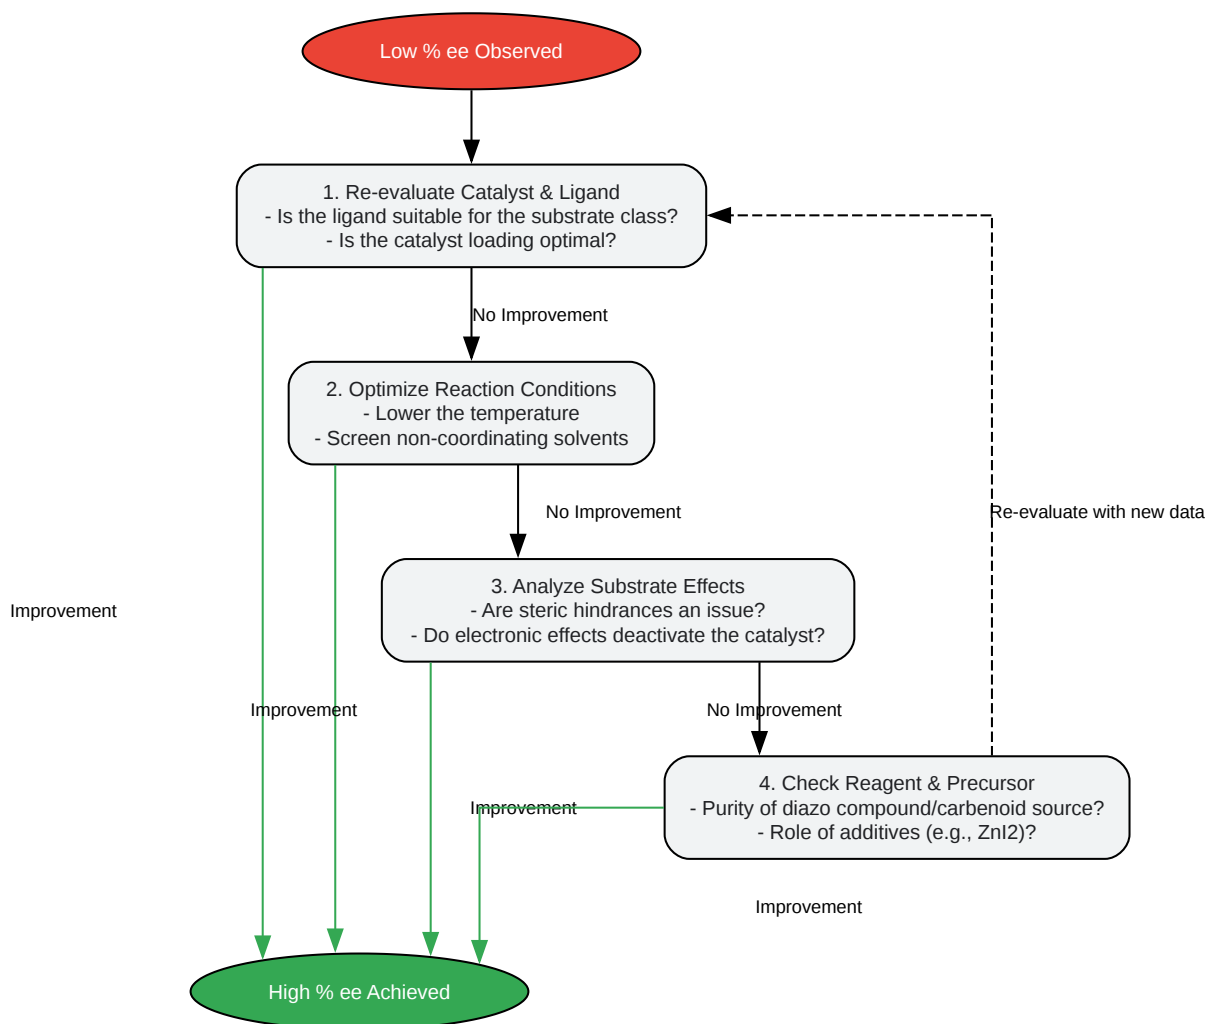 Low % ee Observed
1. Re-evaluate Catalyst & Ligand
- Is the ligand suitable for the substrate class?
- Is the catalyst loading optimal?
No Improvement
2. Optimize Reaction Conditions
- Lower the temperature
- Screen non-coordinating solvents
No Improvement
Re-evaluate with new data
3. Analyze Substrate Effects
- Are steric hindrances an issue?
- Do electronic effects deactivate the catalyst?
Improvement
Improvement
No Improvement
4. Check Reagent & Precursor
- Purity of diazo compound/carbenoid source?
- Role of additives (e.g., ZnI2)?
Improvement
Improvement
High % ee Achieved